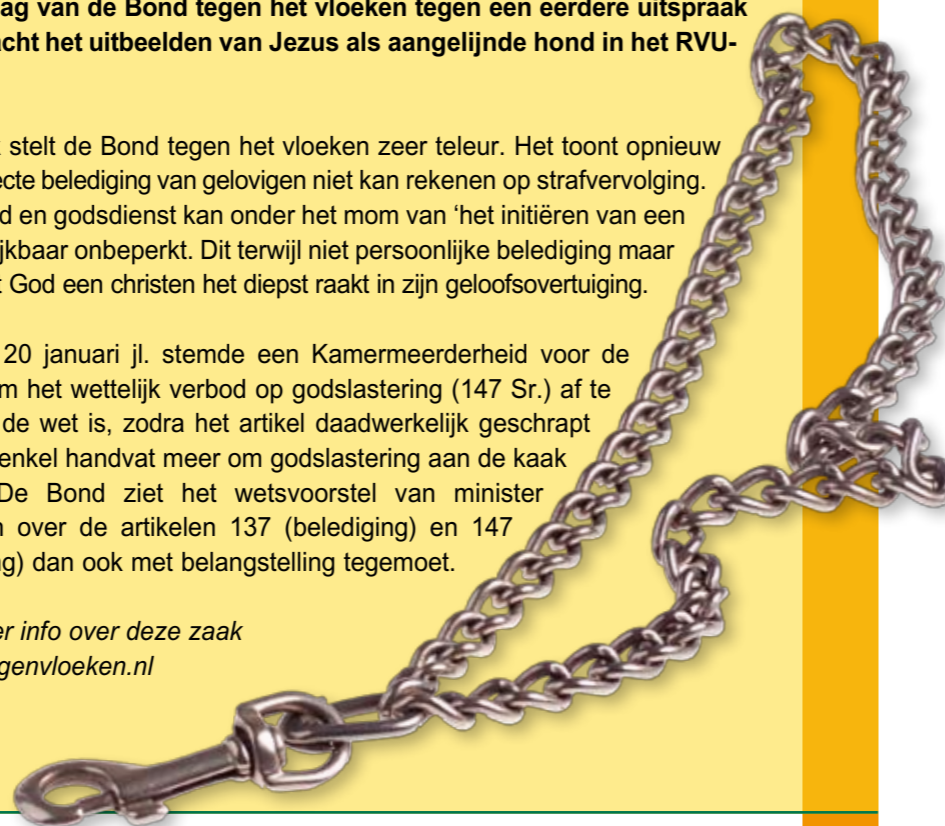 ag van de Bond tegen het vloeken tegen een eerdere uitspraak
acht het uitbeelden van Jezus als aangelijnde hond in het RVU-
stelt de Bond tegen het vloeken zeer teleur. Het toont opnieuw
ecte belediging van gelovigen niet kan rekenen op strafvervolging.
d en godsdienst kan onder het mom van ‘het initiëren van een
jkbaar onbeperkt. Dit terwijl niet persoonlijke belediging maar
t God een christen het diepst raakt in zijn geloofsovertuiging.
20 januari jl. stemde een Kamermeerderheid voor de
m het wettelijk verbod op godslastering (147 Sr.) af te
de wet is, zodra het artikel daadwerkelijk geschrapt
enkel handvat meer om godslastering aan de kaak
De Bond ziet het wetsvoorstel van minister
n over de artikelen 137 (belediging) en 147
ng) dan ook met belangstelling tegemoet.
er info over deze zaak
genvloeken.nl